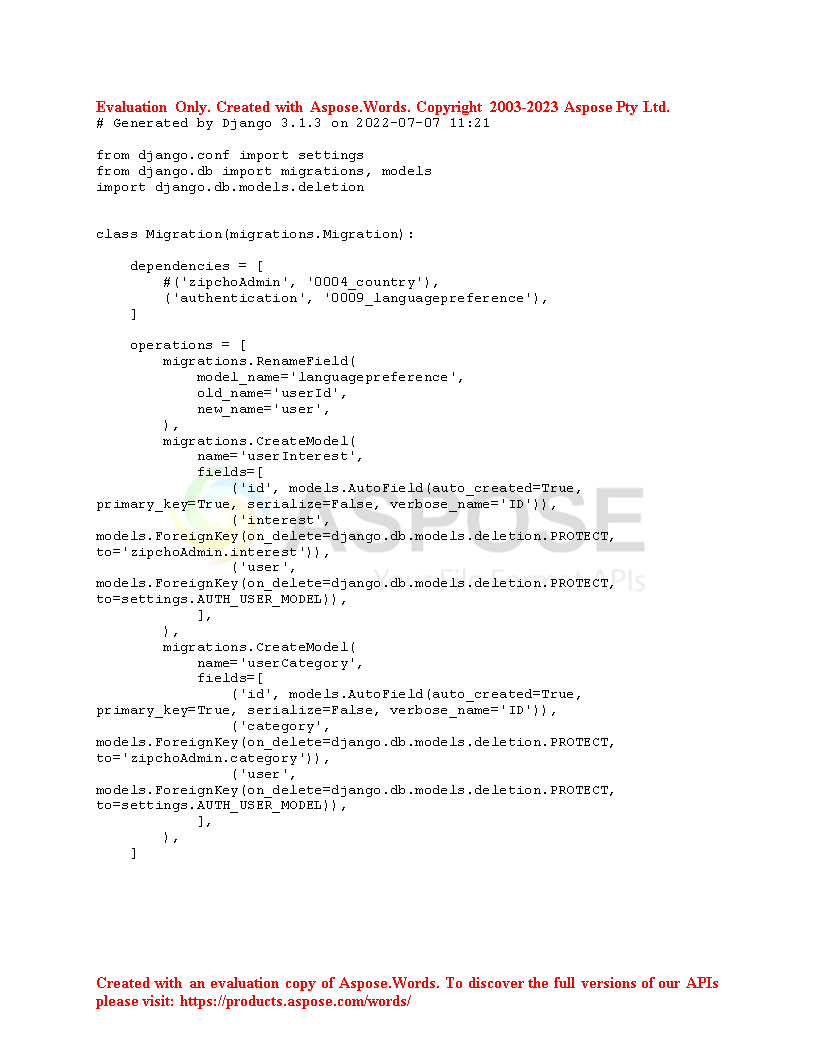 Evaluation Only. Created with Aspose.Words. Copyright 2003-2023 Aspose Pty Ltd.
# Generated by Django 3.1.3 on 2022-07-07 11:21
from django.conf import settings
from django.db import migrations, models
import django.db.models.deletion
class Migration(migrations.Migration):
    dependencies = [
        #('zipchoAdmin', '0004_country'),
        ('authentication', '0009_languagepreference'),
    ]
    operations = [
        migrations.RenameField(
            model_name='languagepreference',
            old_name='userId',
            new_name='user',
        ),
        migrations.CreateModel(
            name='userInterest',
            fields=[
                ('id', models.AutoField(auto_created=True,
primary_key=True, serialize=False, verbose_name='ID')),
                ('interest',
models.ForeignKey(on_delete=django.db.models.deletion.PROTECT,
to='zipchoAdmin.interest')),
                ('user',
models.ForeignKey(on_delete=django.db.models.deletion.PROTECT,
to=settings.AUTH_USER_MODEL)),
            ],
        ),
        migrations.CreateModel(
            name='userCategory',
            fields=[
                ('id', models.AutoField(auto_created=True,
primary_key=True, serialize=False, verbose_name='ID')),
                ('category',
models.ForeignKey(on_delete=django.db.models.deletion.PROTECT,
to='zipchoAdmin.category')),
                ('user',
models.ForeignKey(on_delete=django.db.models.deletion.PROTECT,
to=settings.AUTH_USER_MODEL)),
            ],
        ),
    ]
ASPOSE
Your File Format APIs
Created with an evaluation copy of Aspose.Words. To discover the full versions of our APIs
please visit: https://products.aspose.com/words/